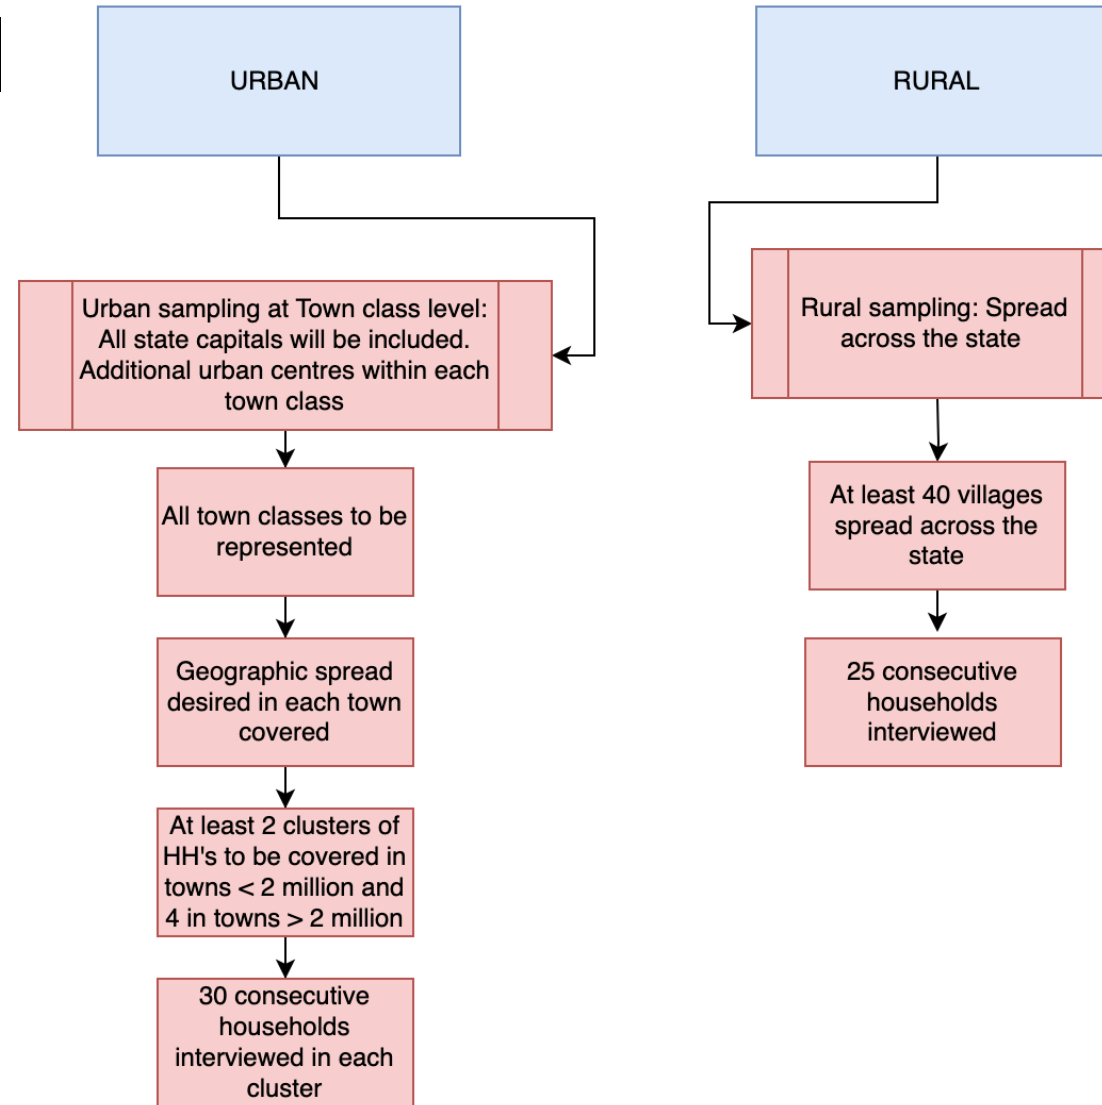 URBAN
Urban sampling at Town class level:
All state capitals will be included.
Additional urban centres within each
town class
All town classes to be
represented
Geographic spread
desired in each town
covered
At least 2 clusters of
HH's to be covered in
towns < 2 million and
4 in towns > 2 million
30 consecutive
households
interviewed in each
cluster
RURAL
Rural sampling: Spread
across the state
At least 40 villages
spread across the
state
25 consecutive
households
interviewed